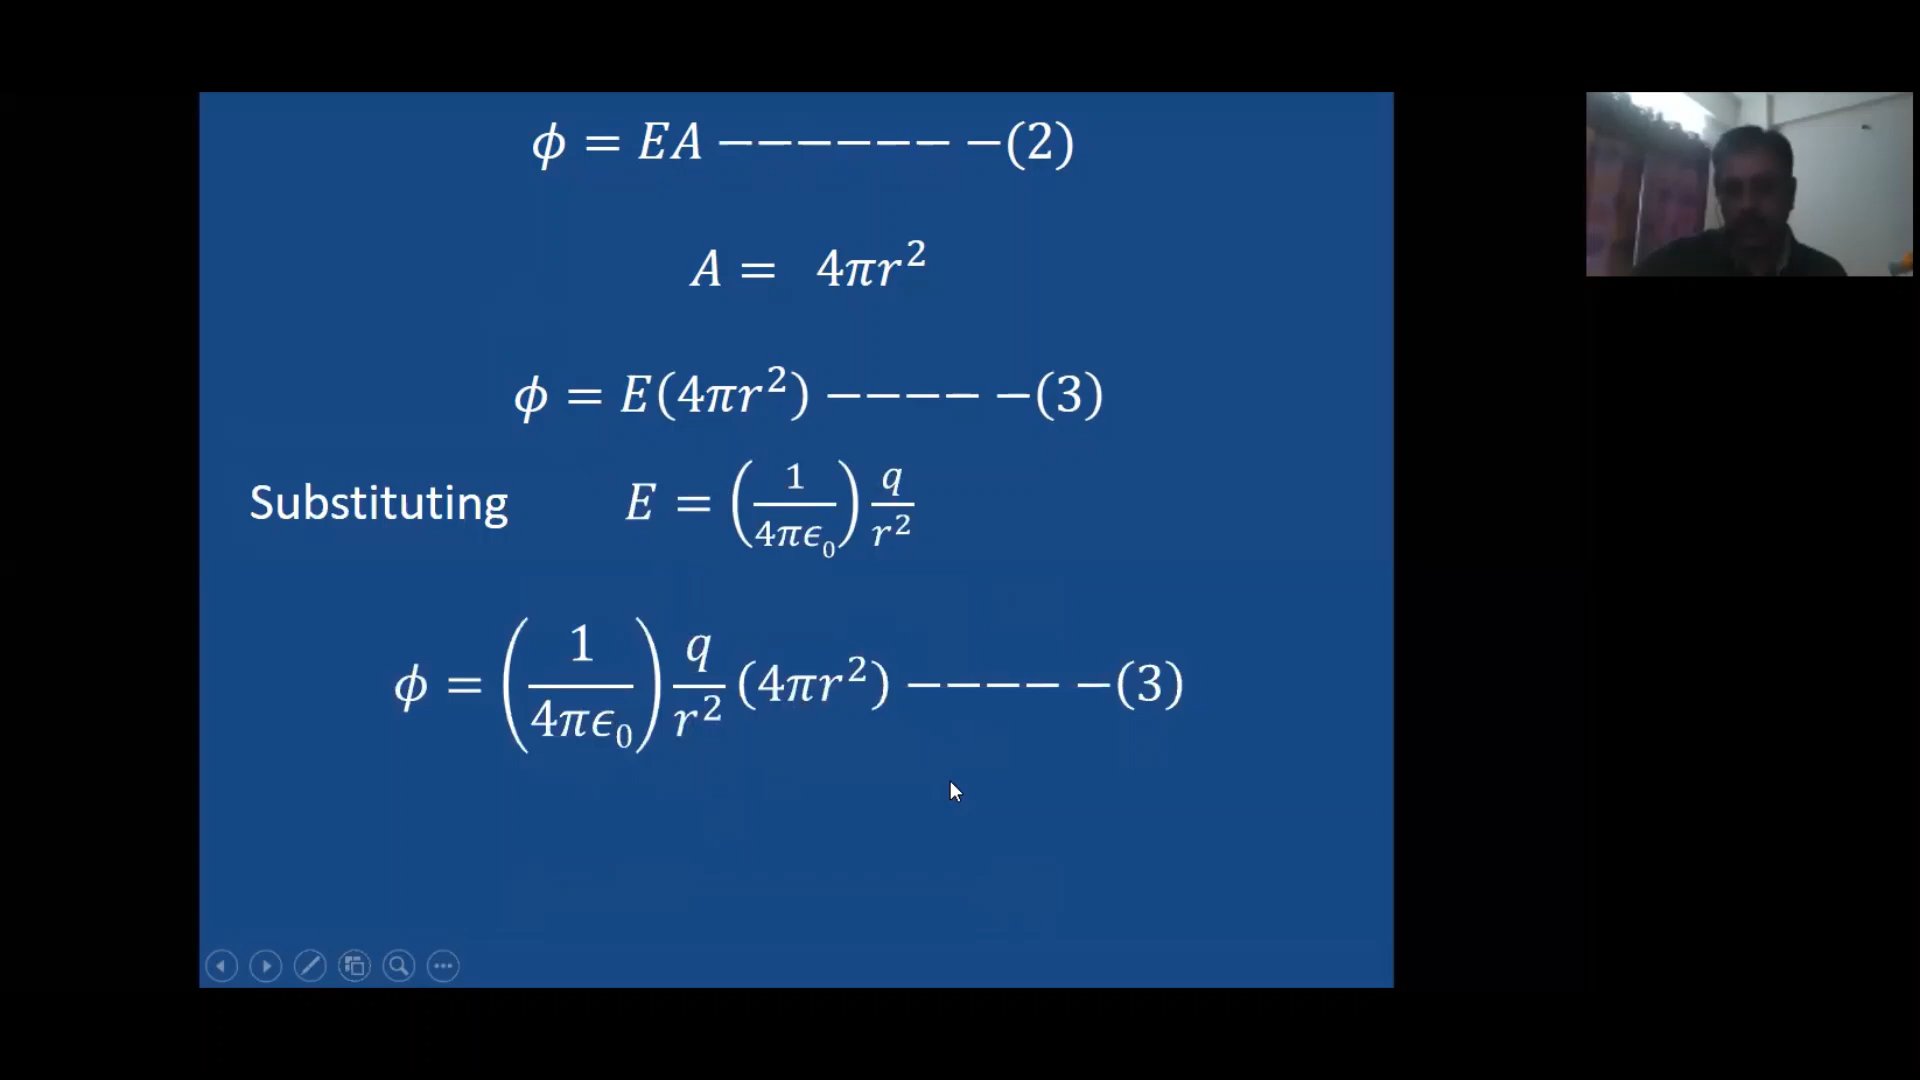 ϕ = EA − − − − − − −(2)
A = 4πr²
ϕ = E(4πr²) − − − − −(3)
Substituting E = (1/4πϵ₀) q/r²
ϕ = (1/4πϵ₀) q/r² (4πr²) − − − − −(3)